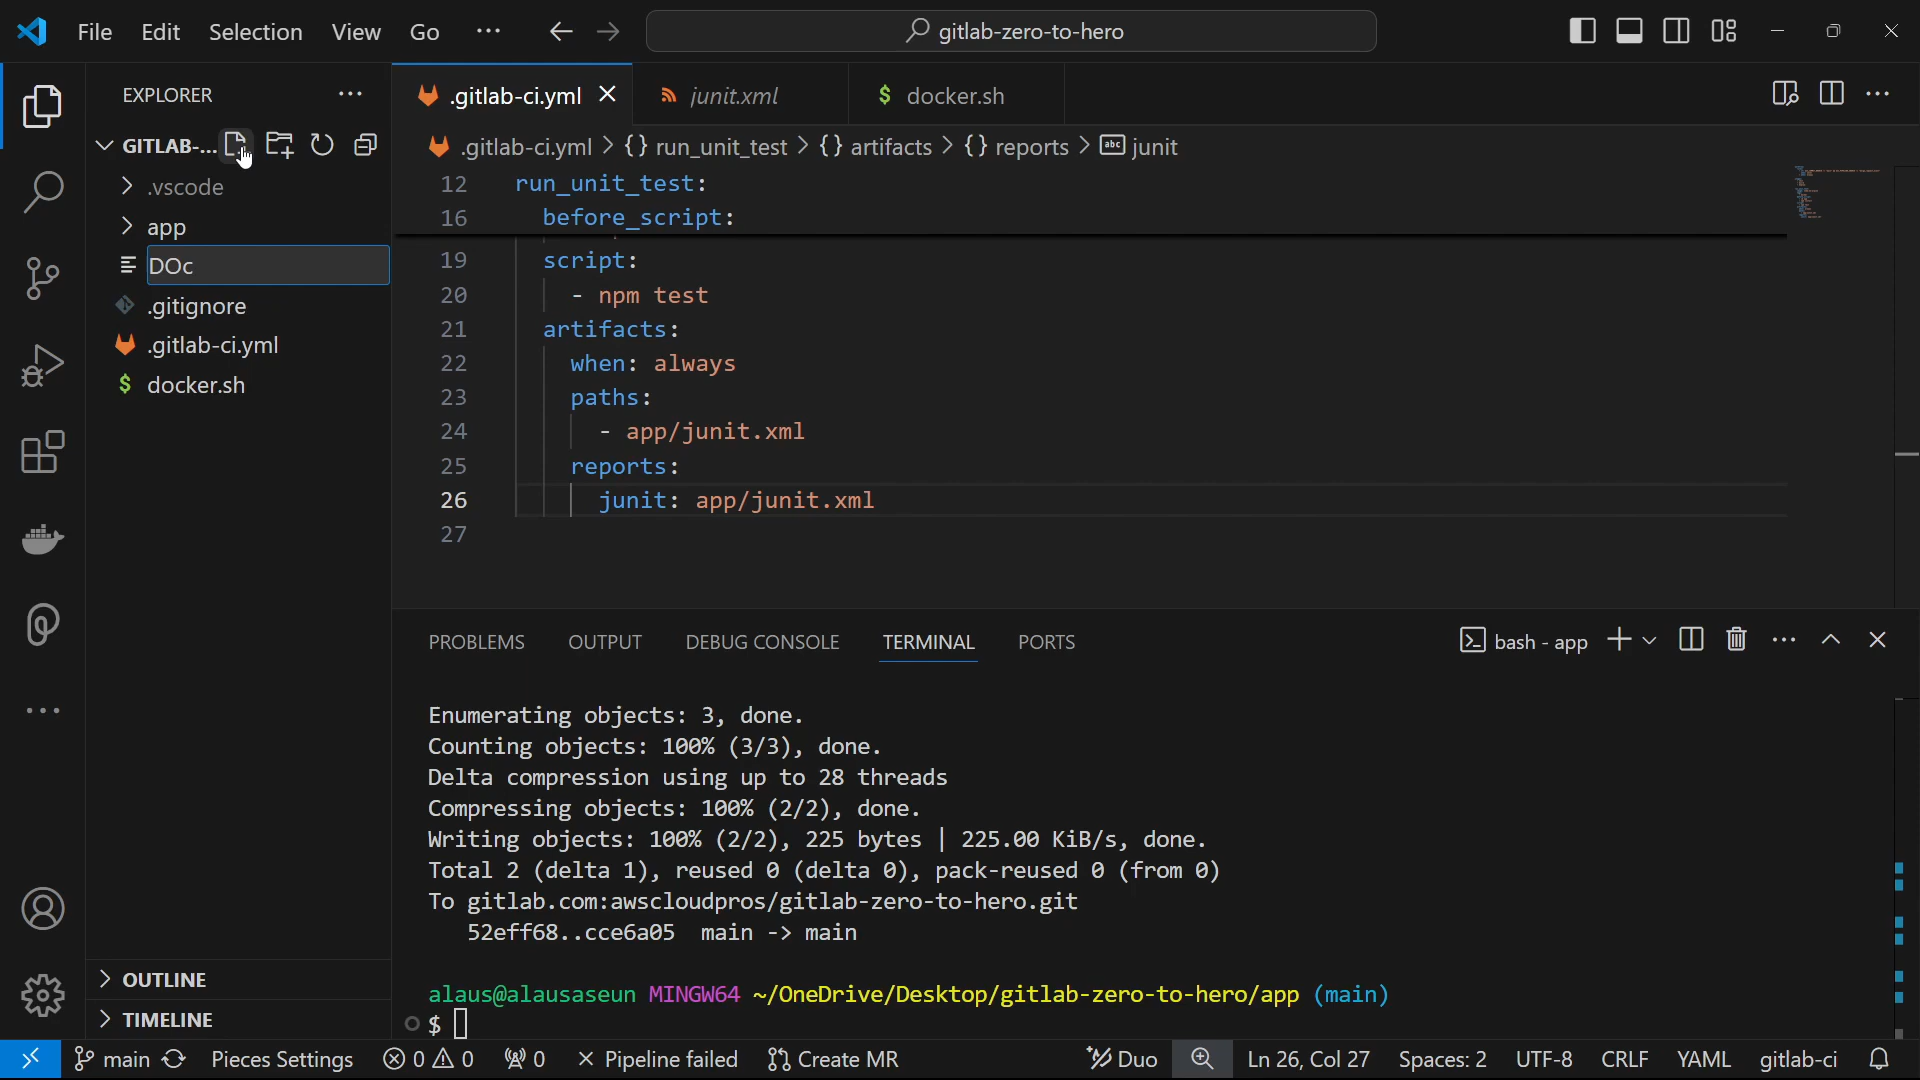 File Edit Selection View Go ··· gitlab-zero-to-hero
EXPLORER ···
GITLAB-...
.vscode
app
DOc
.gitignore
.gitlab-ci.yml
$ docker.sh
OUTLINE
TIMELINE
.gitlab-ci.yml junit.xml $ docker.sh
.gitlab-ci.yml > {} run_unit_test > {} artifacts > {} reports > abc junit
12 run_unit_test:
16 before_script:
19 script:
20 - npm test
21 artifacts:
22 when: always
23 paths:
24 - app/junit.xml
25 reports:
26 junit: app/junit.xml
27
PROBLEMS OUTPUT DEBUG CONSOLE TERMINAL PORTS bash - app
Enumerating objects: 3, done.
Counting objects: 100% (3/3), done.
Delta compression using up to 28 threads
Compressing objects: 100% (2/2), done.
Writing objects: 100% (2/2), 225 bytes | 225.00 KiB/s, done.
Total 2 (delta 1), reused 0 (delta 0), pack-reused 0 (from 0)
To gitlab.com:awscloudpros/gitlab-zero-to-hero.git
52eff68..cce6a05 main -> main
alaus@alausaseun MINGW64 ~/OneDrive/Desktop/gitlab-zero-to-hero/app (main)
$
main Pieces Settings 0 0 0 Pipeline failed Create MR Duo Ln 26, Col 27 Spaces: 2 UTF-8 CRLF YAML gitlab-ci